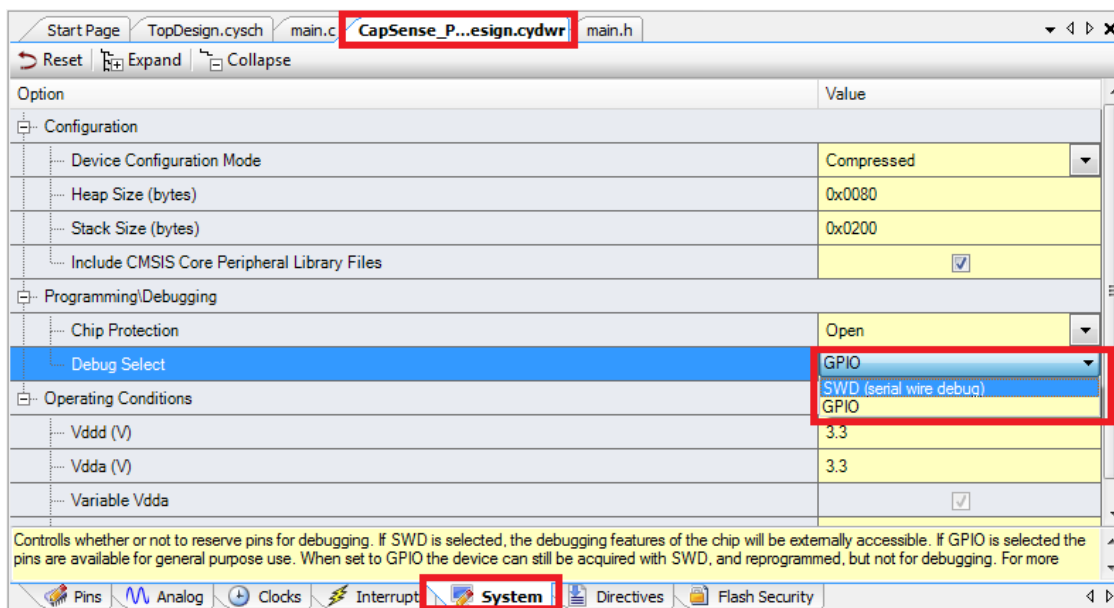 Start Page TopDesign.cysch main.c CapSense_P...esign.cydwr main.h
Reset Expand Collapse
Option Value
Configuration
Device Configuration Mode Compressed
Heap Size (bytes) 0x0080
Stack Size (bytes) 0x0200
Include CMSIS Core Peripheral Library Files
Programming\Debugging
Chip Protection Open
Debug Select GPIO
SWD (serial wire debug)
Operating Conditions GPIO
Vddd (V) 3.3
Vdda (V) 3.3
Variable Vdda
Controlls whether or not to reserve pins for debugging. If SWD is selected, the debugging features of the chip will be externally accessible. If GPIO is selected the
pins are available for general purpose use. When set to GPIO the device can still be acquired with SWD, and reprogrammed, but not for debugging. For more
Pins Analog Clocks Interrupt System Directives Flash Security